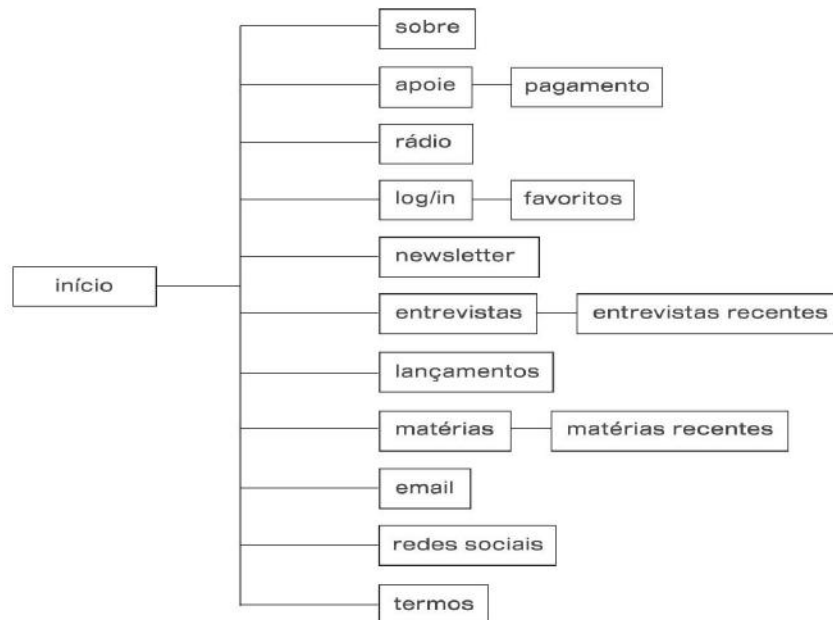 sobre
apoie
pagamento
rádio
log/in
favoritos
newsletter
início
entrevistas
entrevistas recentes
lançamentos
matérias
matérias recentes
email
redes sociais
termos